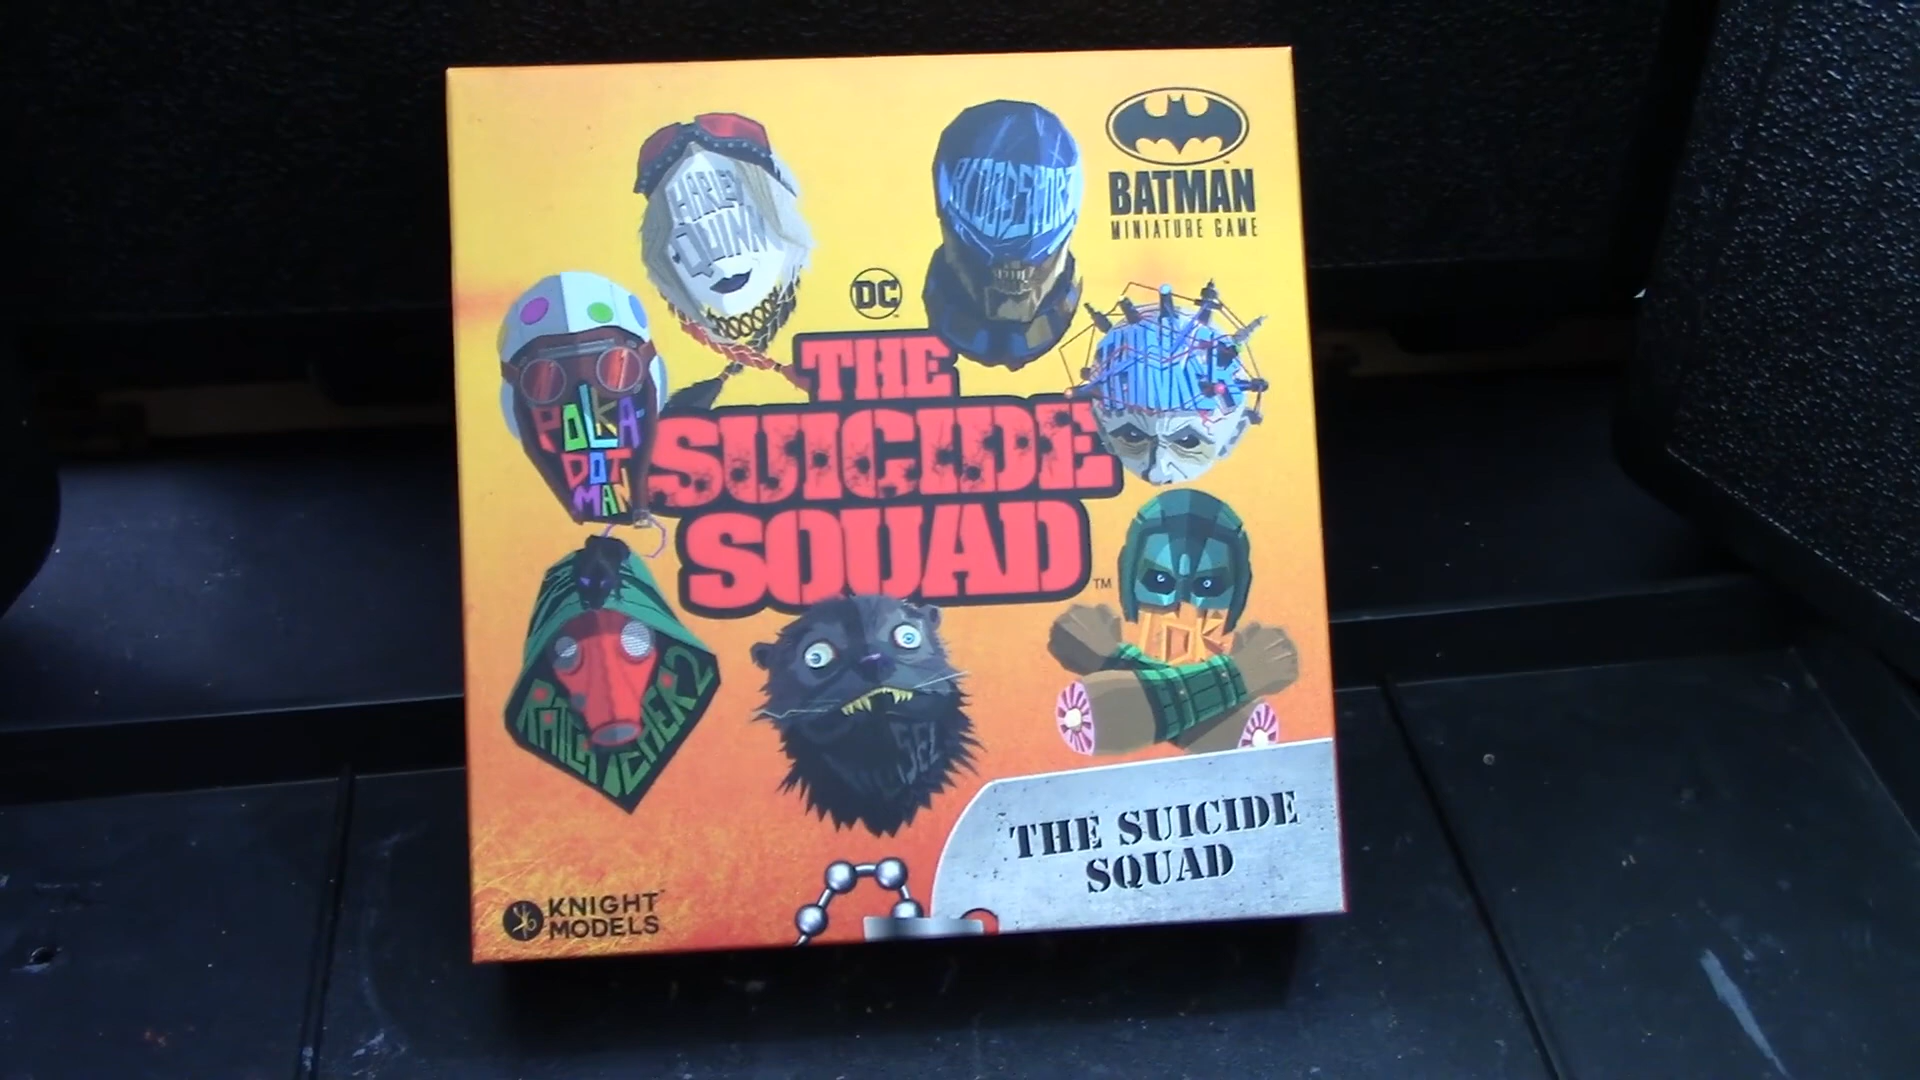 HARLEY
QUINN
BLOODSPORT
BATMAN
MINIATURE GAME
DC
THE
SUICIDE
SQUAD
TM
POLKA-
DOT
MAN
THINKER
RATCATCHER 2
THE SUICIDE
SQUAD
KNIGHT
MODELS